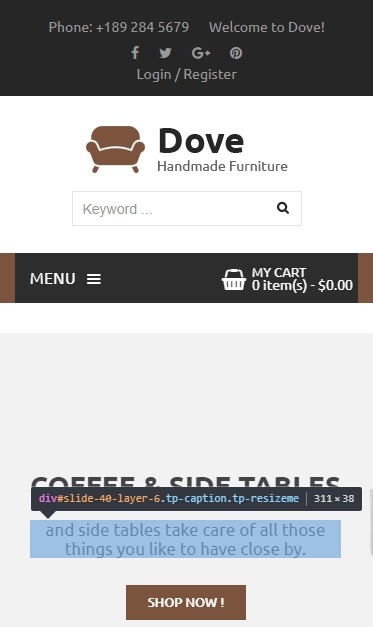 Phone: +189 284 5679 Welcome to Dove!
Login / Register
Dove
Handmade Furniture
Keyword ...
MENU
MY CART
0 item(s) - $0.00
COFFEE & SIDE TABLES
div#slide-40-layer-6.tp-caption.tp-resizeme 311 × 38
and side tables take care of all those
things you like to have close by.
SHOP NOW !